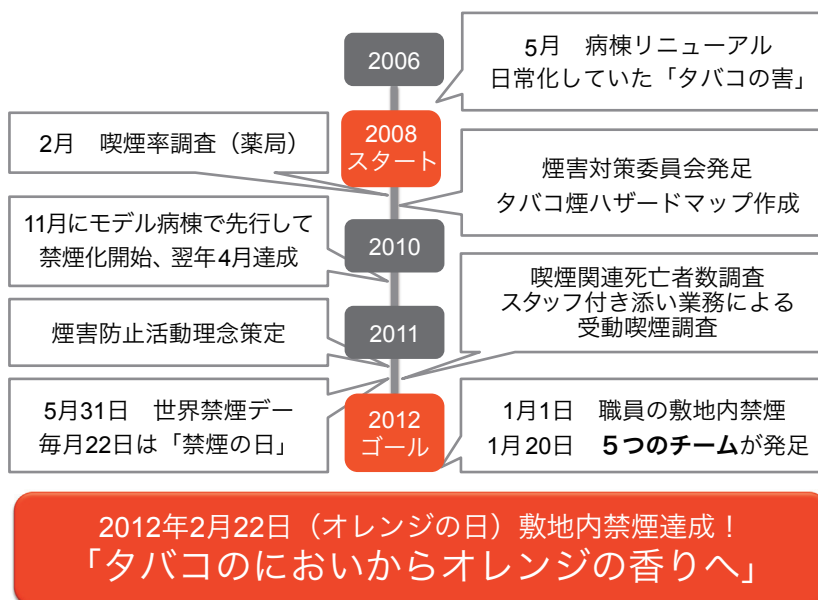 2006
5月　病棟リニューアル
日常化していた「タバコの害」
2008
スタート
2月　喫煙率調査（薬局）
煙害対策委員会発足
タバコ煙ハザードマップ作成
11月にモデル病棟で先行して
禁煙化開始、翌年4月達成
2010
喫煙関連死亡者数調査
スタッフ付き添い業務による
受動喫煙調査
煙害防止活動理念策定
2011
5月31日　世界禁煙デー
毎月22日は「禁煙の日」
2012
ゴール
1月1日　職員の敷地内禁煙
1月20日　５つのチームが発足
2012年2月22日（オレンジの日）敷地内禁煙達成！
「タバコのにおいからオレンジの香りへ」